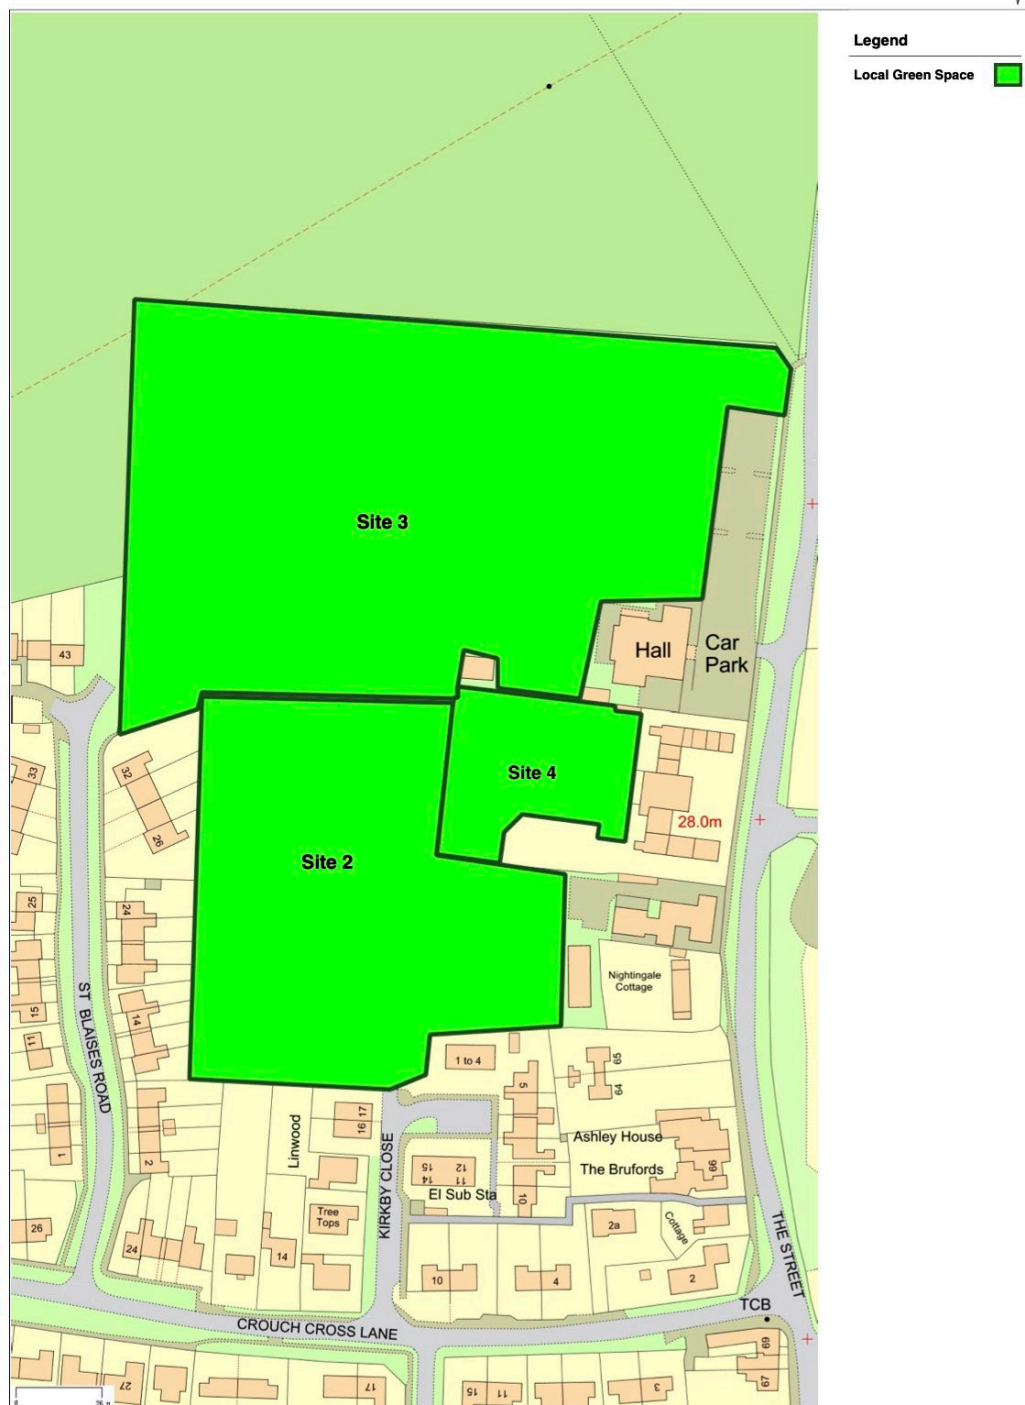 Legend
Local Green Space
Site 3
Hall
Car
Park
43
33
32
26
Site 4
28.0m
Site 2
25
24
15
11
14
ST BLAISES ROAD
Nightingale
Cottage
1 to 4
5
65
64
1
2
Linwood
16 17
KIRKBY CLOSE
Ashley House
The Brufords
66
15 12
14 11
El Sub Sta
10
Tree
Tops
2a
Cottage
THE STREET
26
24
14
10
4
2
TCB
CROUCH CROSS LANE
69
67
27
17
15
11
3
0